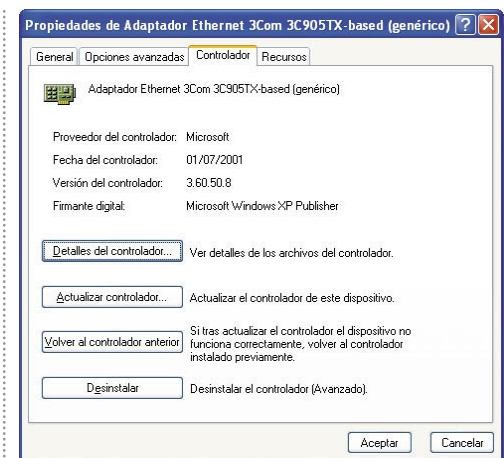 Propiedades de Adaptador Ethernet 3Com 3C905TX-based (genérico)
General Opciones avanzadas Controlador Recursos
Adaptador Ethernet 3Com 3C905TX-based (genérico)
Proveedor del controlador: Microsoft
Fecha del controlador: 01/07/2001
Versión del controlador: 3.60.50.8
Firmante digital: Microsoft Windows XP Publisher
Detalles del controlador... Ver detalles de los archivos del controlador.
Actualizar controlador... Actualizar el controlador de este dispositivo.
Volver al controlador anterior Si tras actualizar el controlador el dispositivo no
funciona correctamente, volver al controlador
instalado previamente.
Desinstalar Desinstalar el controlador (Avanzado).
Aceptar Cancelar